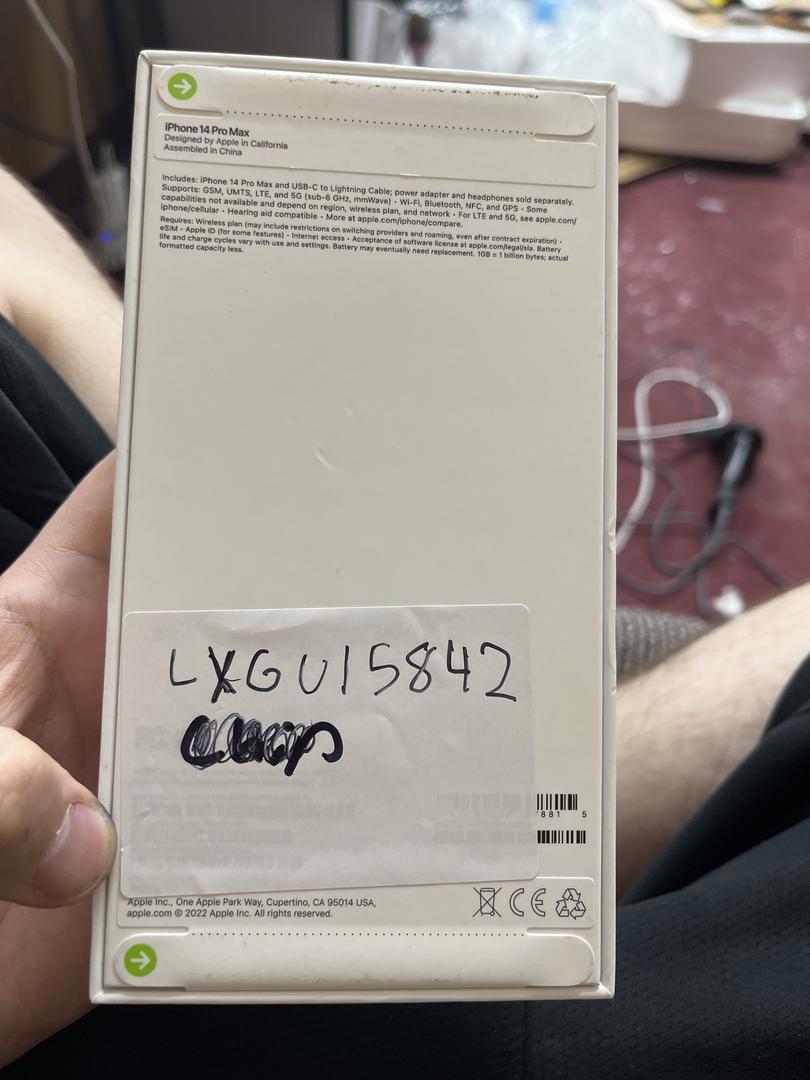 iPhone 14 Pro Max
Designed by Apple in California
Assembled in China
Includes: iPhone 14 Pro Max and USB-C to Lightning Cable; power adapter and headphones sold separately.
Supports: GSM, UMTS, LTE, and 5G (sub-6 GHz, mmWave) • Wi-Fi, Bluetooth, NFC, and GPS • Some
capabilities not available and depend on region, wireless plan, and network • For LTE and 5G, see apple.com/
iphone/cellular • Hearing aid compatible • More at apple.com/iphone/compare.
Requires: Wireless plan (may include restrictions on switching providers and roaming, even after contract expiration) •
eSIM • Apple ID (for some features) • Internet access • Acceptance of software license at apple.com/legal/sla. Battery
life and charge cycles vary with use and settings. Battery may eventually need replacement. 1GB = 1 billion bytes; actual
formatted capacity less.
LXGU15842
881 5
Apple Inc., One Apple Park Way, Cupertino, CA 95014 USA,
apple.com © 2022 Apple Inc. All rights reserved.
CE